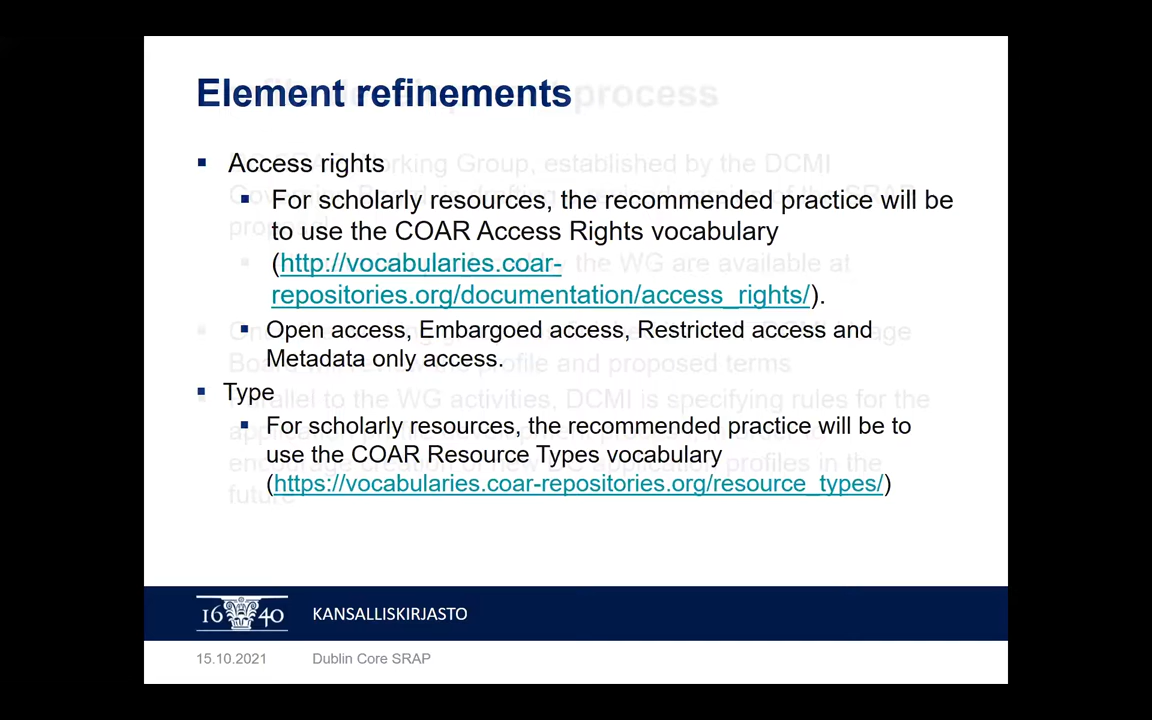 Element refinements
▪ Access rights
▪ For scholarly resources, the recommended practice will be
to use the COAR Access Rights vocabulary
(http://vocabularies.coar-
repositories.org/documentation/access_rights/).
▪ Open access, Embargoed access, Restricted access and
Metadata only access.
▪ Type
▪ For scholarly resources, the recommended practice will be to
use the COAR Resource Types vocabulary
(https://vocabularies.coar-repositories.org/resource_types/)
1640 KANSALLISKIRJASTO
15.10.2021 Dublin Core SRAP